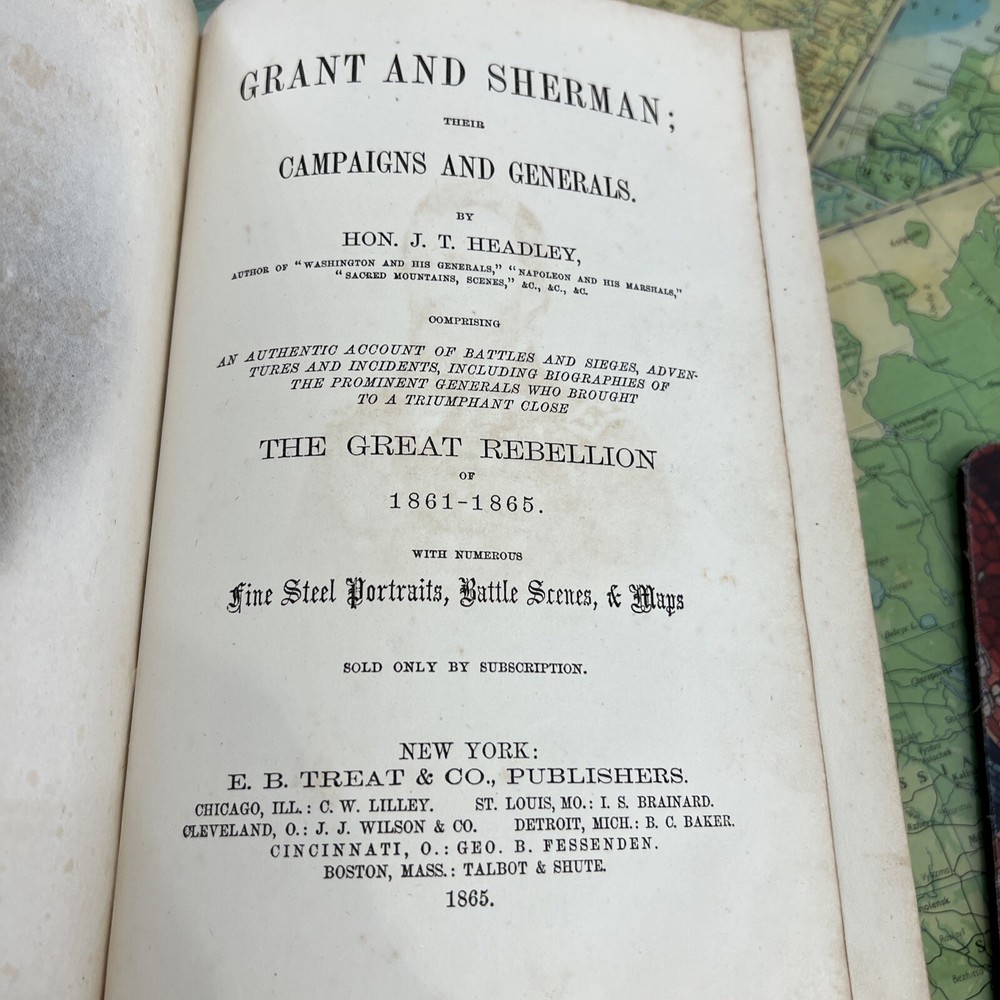 GRANT AND SHERMAN;
THEIR
CAMPAIGNS AND GENERALS.
BY
HON. J. T. HEADLEY,
AUTHOR OF "WASHINGTON AND HIS GENERALS," "NAPOLEON AND HIS MARSHALS,"
"SACRED MOUNTAINS, SCENES," &C., &C., &C.
COMPRISING
AN AUTHENTIC ACCOUNT OF BATTLES AND SIEGES, ADVEN-
TURES AND INCIDENTS, INCLUDING BIOGRAPHIES OF
THE PROMINENT GENERALS WHO BROUGHT
TO A TRIUMPHANT CLOSE
THE GREAT REBELLION
OF
1861-1865.
WITH NUMEROUS
Fine Steel Portraits, Battle Scenes, & Maps
SOLD ONLY BY SUBSCRIPTION.
NEW YORK:
E. B. TREAT & CO., PUBLISHERS.
CHICAGO, ILL.: C. W. LILLEY. ST. LOUIS, MO.: I. S. BRAINARD.
CLEVELAND, O.: J. J. WILSON & CO. DETROIT, MICH.: B. C. BAKER.
CINCINNATI, O.: GEO. B. FESSENDEN.
BOSTON, MASS.: TALBOT & SHUTE.
1865.